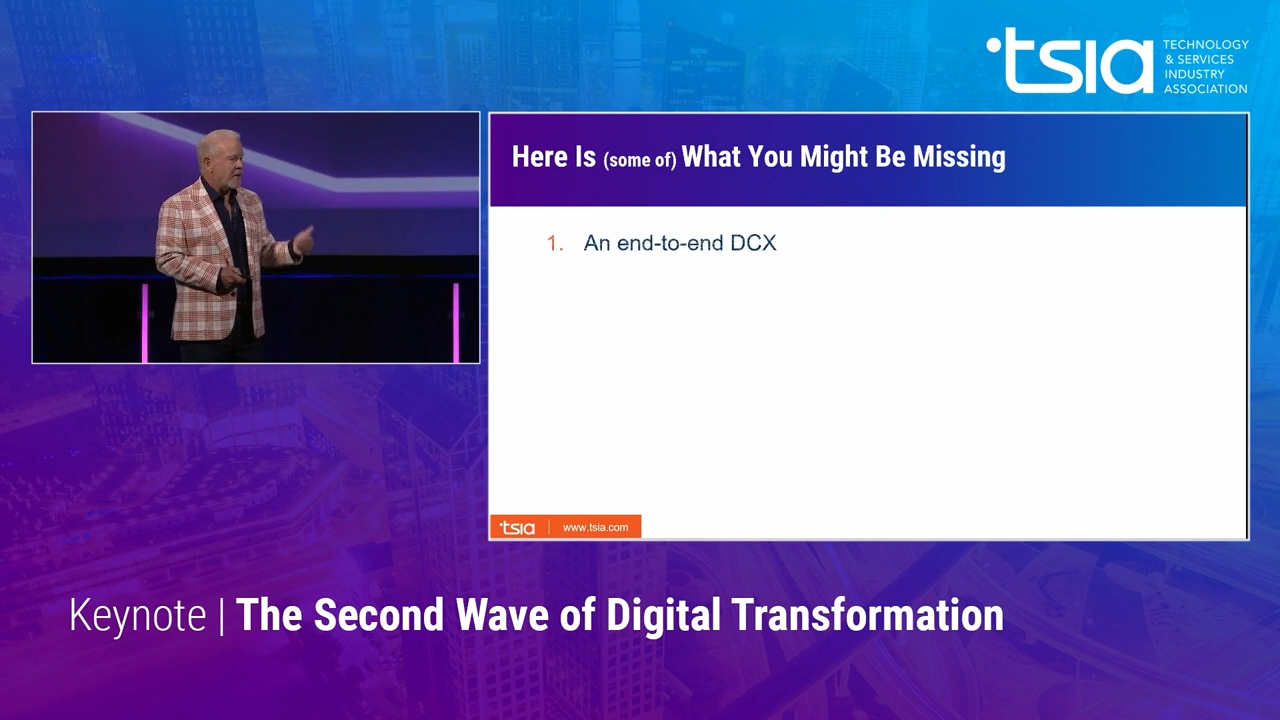 tsia
TECHNOLOGY
& SERVICES
INDUSTRY
ASSOCIATION
Here Is (some of) What You Might Be Missing
1. An end-to-end DCX
tsia | www.tsia.com
Keynote | The Second Wave of Digital Transformation